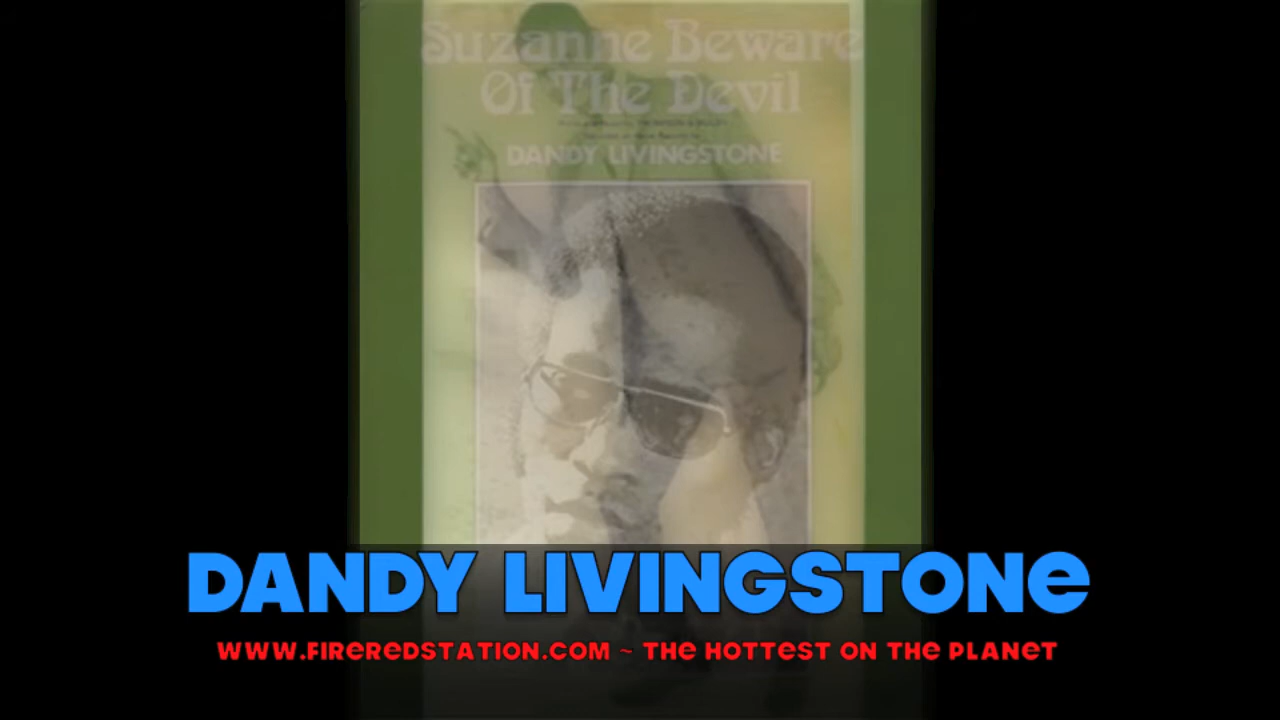 Suzanne Beware
Of The Devil
DANDY LIVINGSTONE
DANDY LIVINGSTONe
www.FIReReDSTATION.COM ~ THe HOTTEST ON THe PLANeT